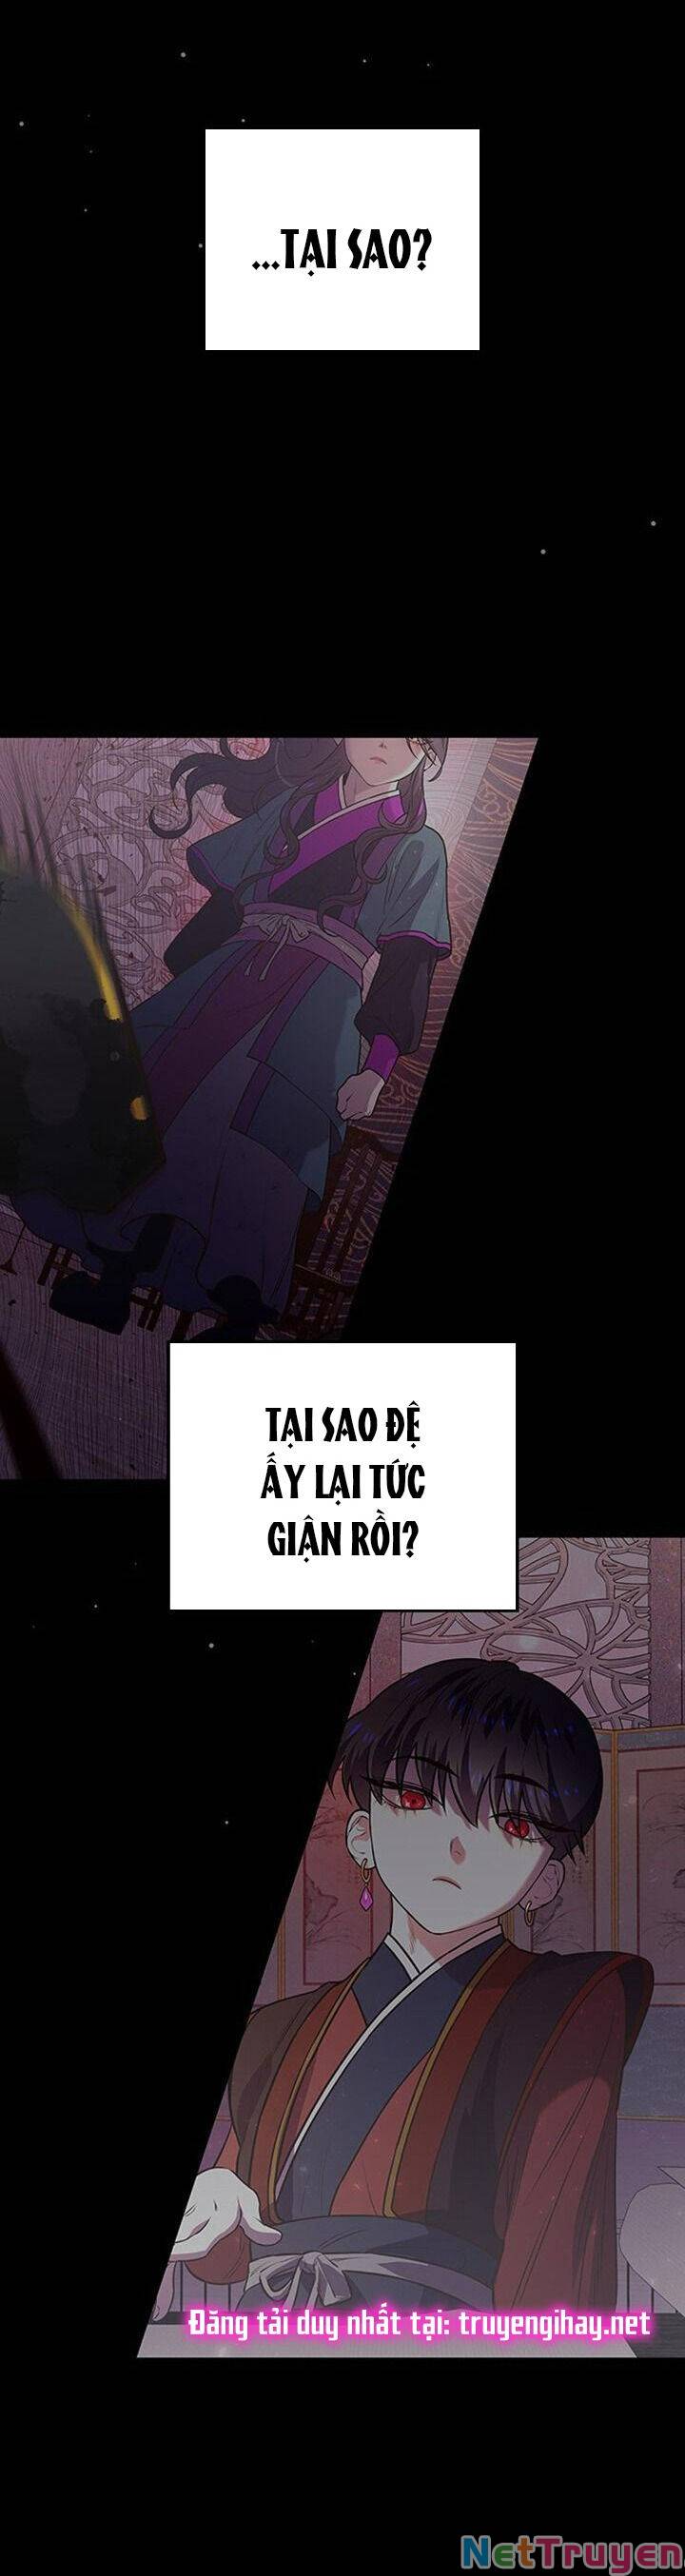 ...TẠI SAO?
TẠI SAO ĐỆ
ẤY LẠI TỨC
GIẬN RỒI?
Đăng tải duy nhất tại: truyengihay.net
NetTruyen